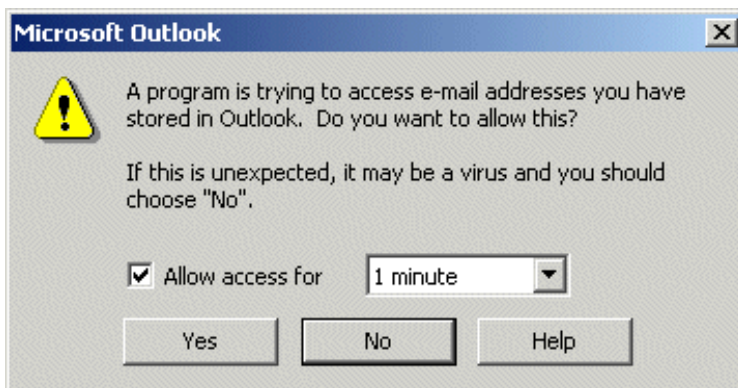 Microsoft Outlook
A program is trying to access e-mail addresses you have
stored in Outlook. Do you want to allow this?
If this is unexpected, it may be a virus and you should
choose "No".
Allow access for 1 minute
Yes No Help